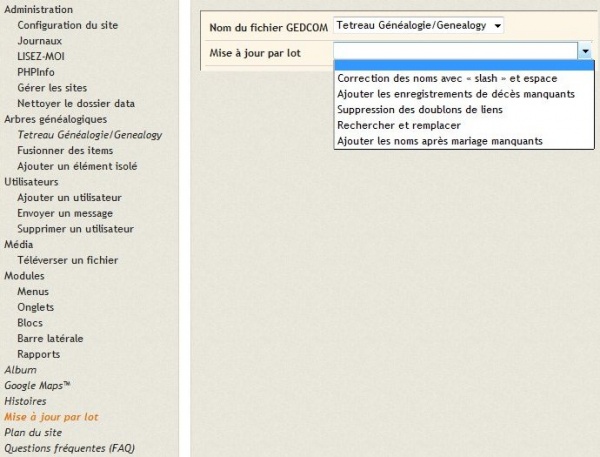 Administration
Configuration du site
Journaux
LISEZ-MOI
PHPInfo
Gérer les sites
Nettoyer le dossier data
Arbres généalogiques
Tetreau Généalogie/Genealogy
Fusionner des items
Ajouter un élément isolé
Utilisateurs
Ajouter un utilisateur
Envoyer un message
Supprimer un utilisateur
Média
Téléverser un fichier
Modules
Menus
Onglets
Blocs
Barre latérale
Rapports
Album
Google Maps™
Histoires
Mise à jour par lot
Plan du site
Questions fréquentes (FAQ)
Nom du fichier GEDCOM Tetreau Généalogie/Genealogy
Mise à jour par lot
Correction des noms avec « slash » et espace
Ajouter les enregistrements de décès manquants
Suppression des doublons de liens
Rechercher et remplacer
Ajouter les noms après mariage manquants